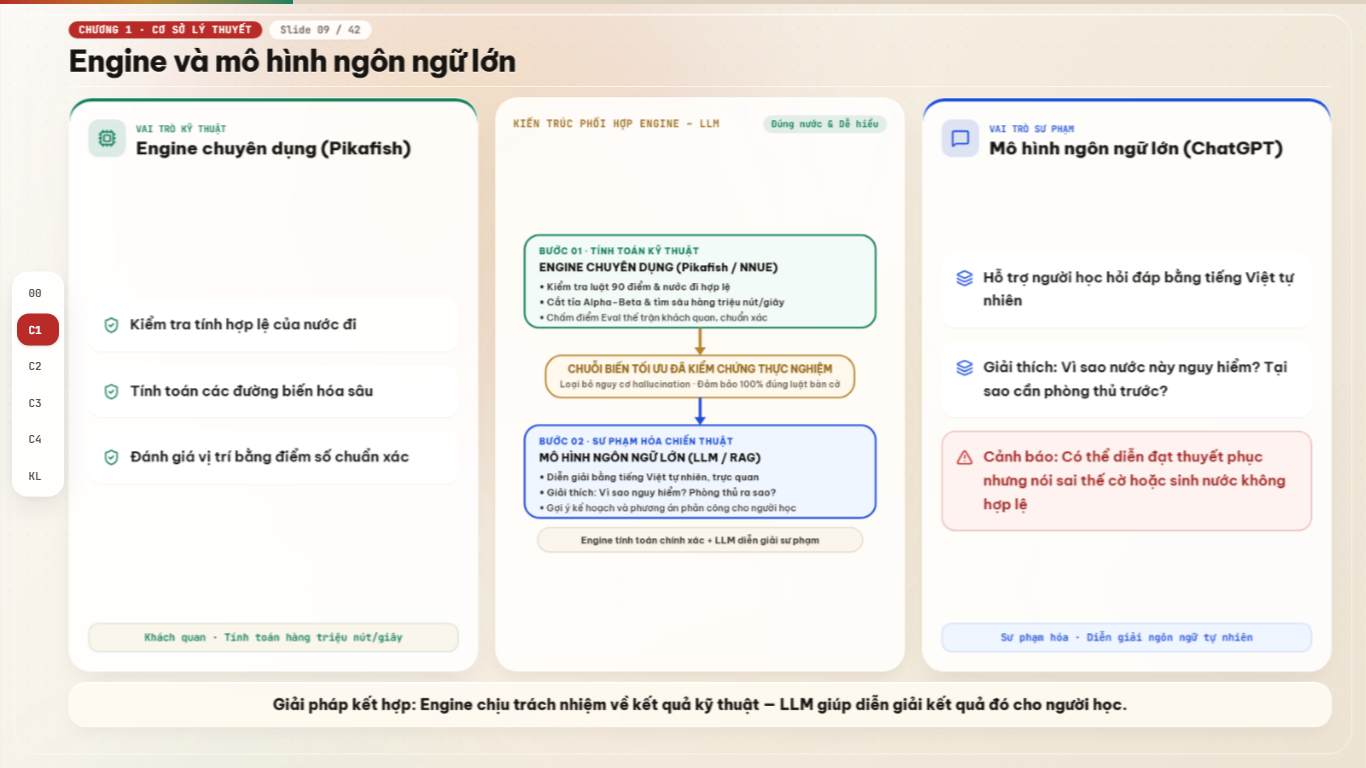 CHƯƠNG 1 · CƠ SỞ LÝ THUYẾT
Slide 09 / 42
Engine và mô hình ngôn ngữ lớn
00
C1
C2
C3
C4
KL
VAI TRÒ KỸ THUẬT
Engine chuyên dụng (Pikafish)
Kiểm tra tính hợp lệ của nước đi
Tính toán các đường biến hóa sâu
Đánh giá vị trí bằng điểm số chuẩn xác
Khách quan · Tính toán hàng triệu nút/giây
KIẾN TRÚC PHỐI HỢP ENGINE – LLM
Đúng nước & Dễ hiểu
BƯỚC 01 · TÍNH TOÁN KỸ THUẬT
ENGINE CHUYÊN DỤNG (Pikafish / NNUE)
• Kiểm tra luật 90 điểm & nước đi hợp lệ
• Cắt tỉa Alpha-Beta & tìm sâu hàng triệu nút/giây
• Chấm điểm Eval thế trận khách quan, chuẩn xác
CHUỖI BIẾN TỐI ƯU ĐÃ KIỂM CHỨNG THỰC NGHIỆM
Loại bỏ nguy cơ hallucination · Đảm bảo 100% đúng luật bàn cờ
BƯỚC 02 · SƯ PHẠM HÓA CHIẾN THUẬT
MÔ HÌNH NGÔN NGỮ LỚN (LLM / RAG)
• Diễn giải bằng tiếng Việt tự nhiên, trực quan
• Giải thích: Vì sao nguy hiểm? Phòng thủ ra sao?
• Gợi ý kế hoạch và phương án phản công cho người học
Engine tính toán chính xác + LLM diễn giải sư phạm
VAI TRÒ SƯ PHẠM
Mô hình ngôn ngữ lớn (ChatGPT)
Hỗ trợ người học hỏi đáp bằng tiếng Việt tự
nhiên
Giải thích: Vì sao nước này nguy hiểm? Tại
sao cần phòng thủ trước?
Cảnh báo: Có thể diễn đạt thuyết phục
nhưng nói sai thế cờ hoặc sinh nước không
hợp lệ
Sư phạm hóa · Diễn giải ngôn ngữ tự nhiên
Giải pháp kết hợp: Engine chịu trách nhiệm về kết quả kỹ thuật — LLM giúp diễn giải kết quả đó cho người học.